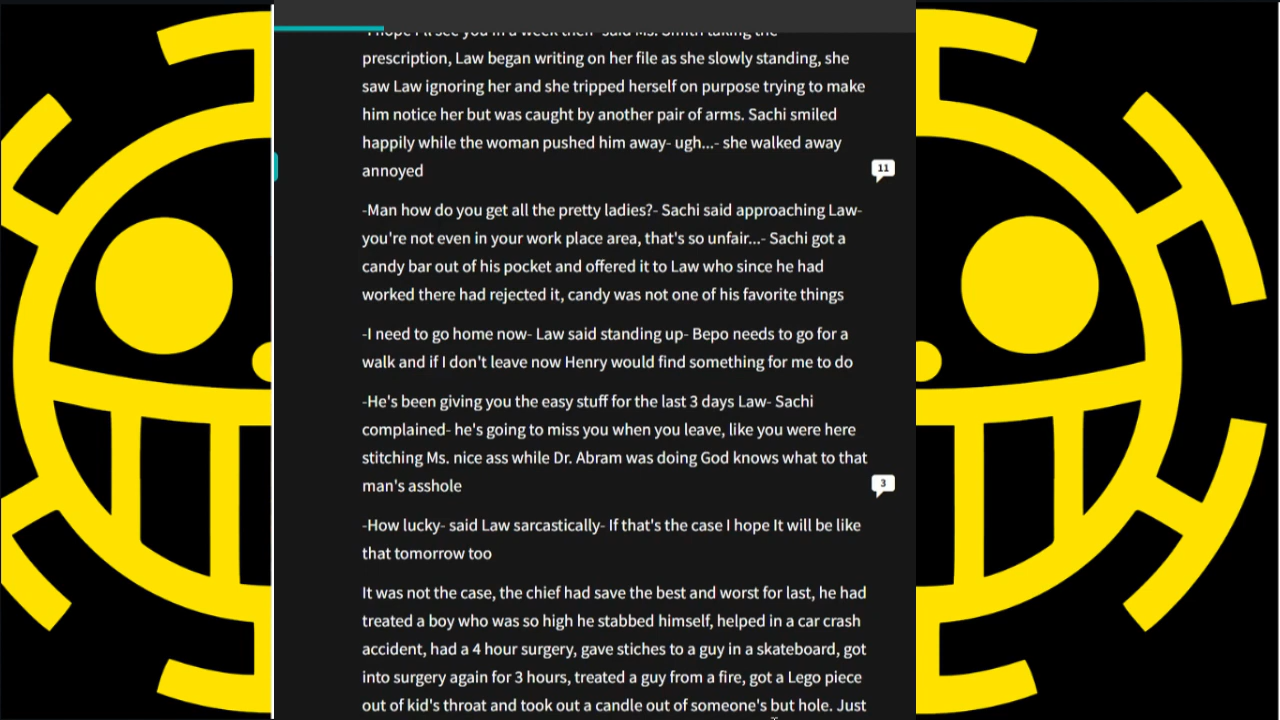 -I hope I'll see you in a week then- said Ms. Smith taking the
prescription, Law began writing on her file as she slowly standing, she
saw Law ignoring her and she tripped herself on purpose trying to make
him notice her but was caught by another pair of arms. Sachi smiled
happily while the woman pushed him away- ugh...- she walked away
annoyed
11
-Man how do you get all the pretty ladies?- Sachi said approaching Law-
you're not even in your work place area, that's so unfair...- Sachi got a
candy bar out of his pocket and offered it to Law who since he had
worked there had rejected it, candy was not one of his favorite things
-I need to go home now- Law said standing up- Bepo needs to go for a
walk and if I don't leave now Henry would find something for me to do
-He's been giving you the easy stuff for the last 3 days Law- Sachi
complained- he's going to miss you when you leave, like you were here
stitching Ms. nice ass while Dr. Abram was doing God knows what to that
man's asshole
3
-How lucky- said Law sarcastically- If that's the case I hope It will be like
that tomorrow too
It was not the case, the chief had save the best and worst for last, he had
treated a boy who was so high he stabbed himself, helped in a car crash
accident, had a 4 hour surgery, gave stiches to a guy in a skateboard, got
into surgery again for 3 hours, treated a guy from a fire, got a Lego piece
out of kid's throat and took out a candle out of someone's but hole. Just